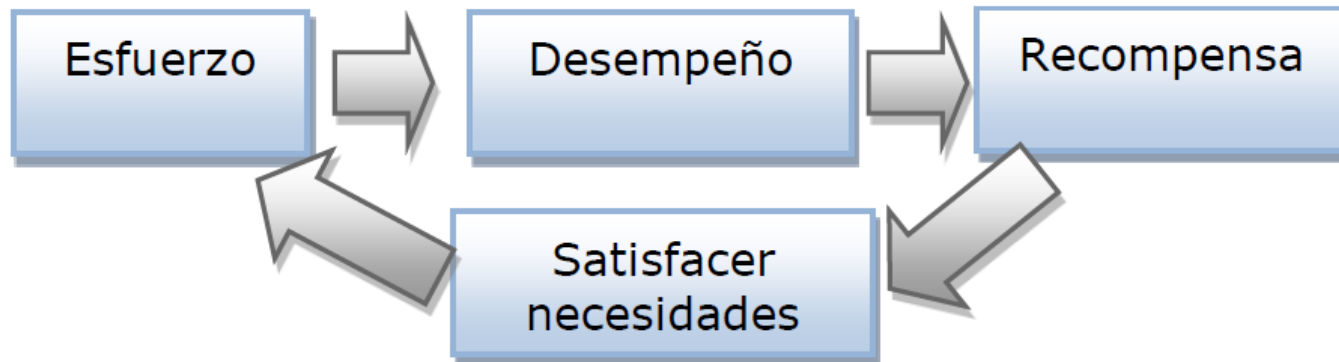 Esfuerzo
Desempeño
Recompensa
Satisfacer
necesidades